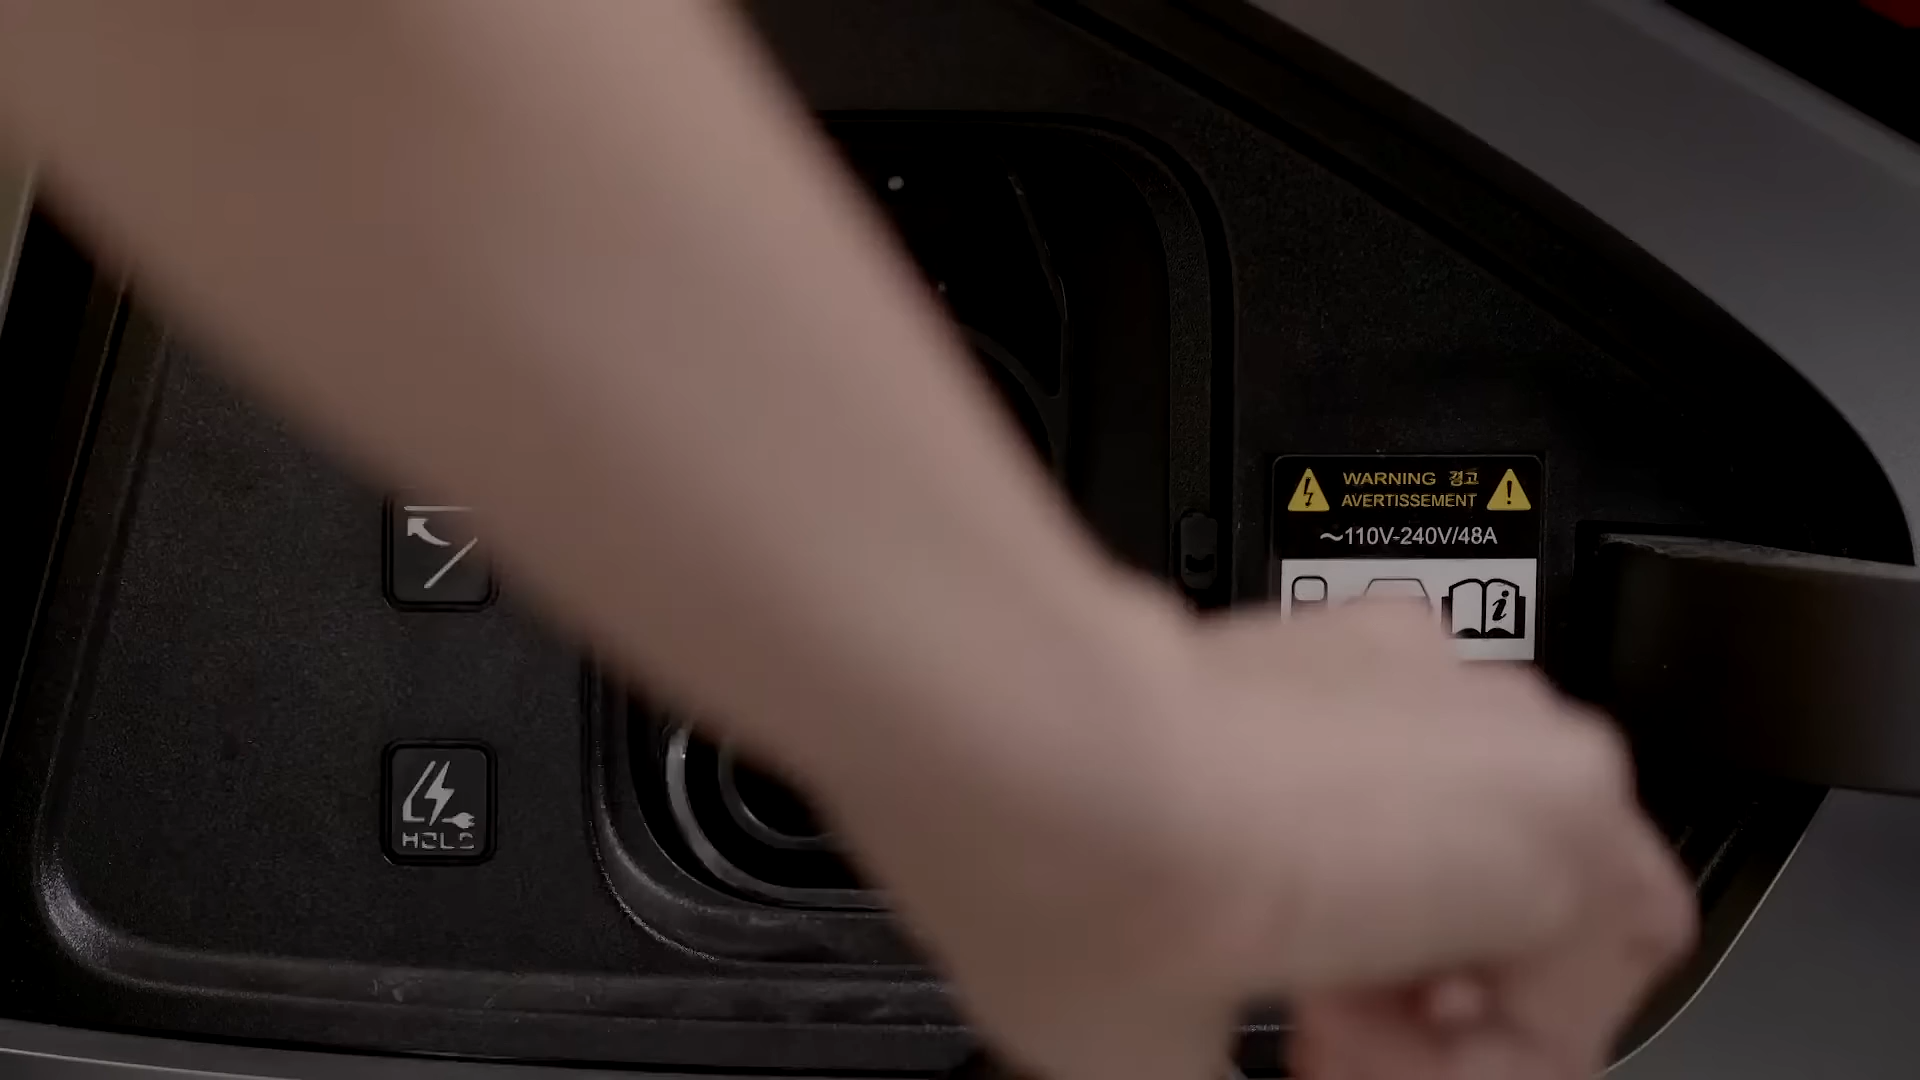 WARNING 경고
AVERTISSEMENT
~110V-240V/48A
i
HOLD